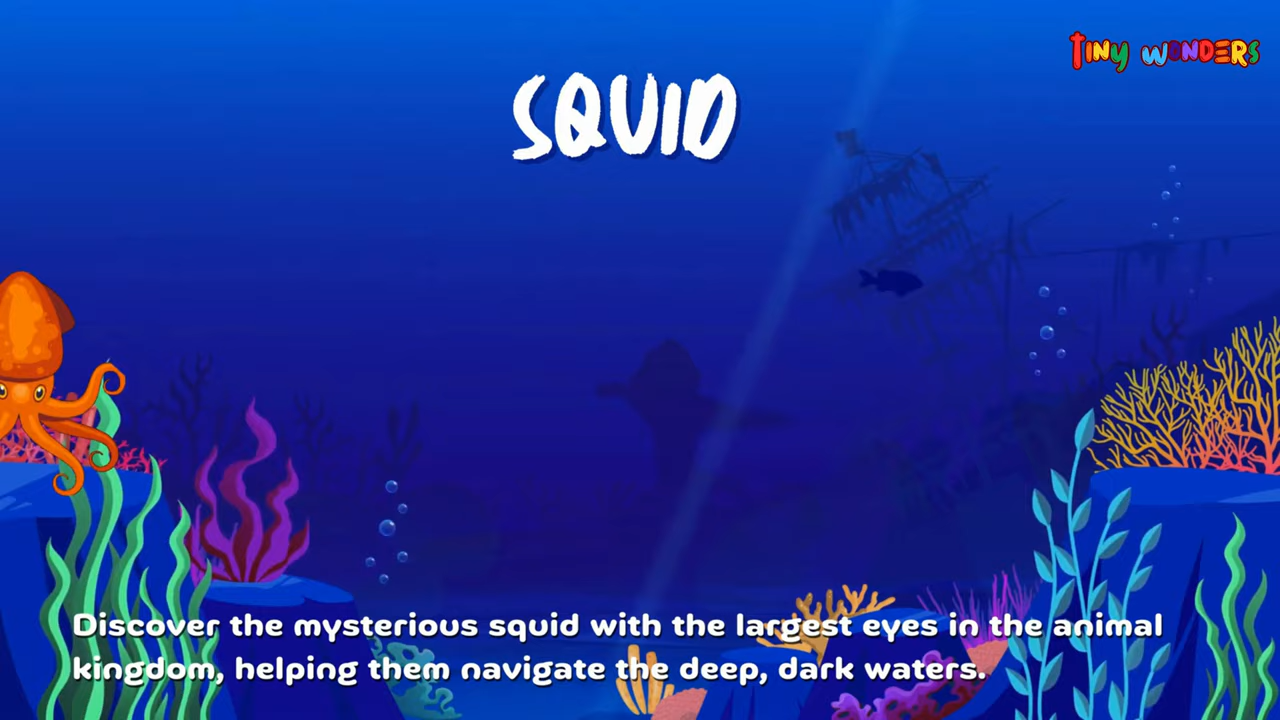 TINY WONDERS
SQUID
Discover the mysterious squid with the largest eyes in the animal
kingdom, helping them navigate the deep, dark waters.